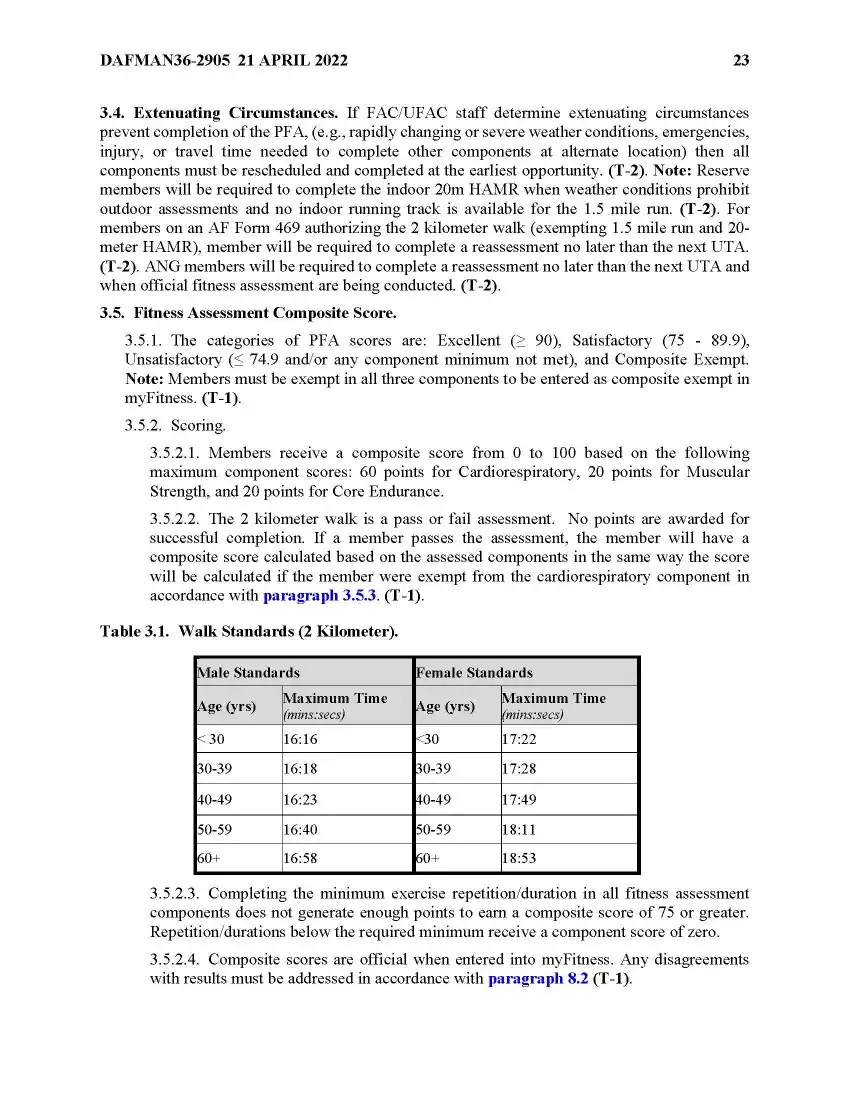 DAFMAN36-2905 21 APRIL 2022 23
3.4. Extenuating Circumstances. If FAC/UFAC staff determine extenuating circumstances
prevent completion of the PFA, (e.g., rapidly changing or severe weather conditions, emergencies,
injury, or travel time needed to complete other components at alternate location) then all
components must be rescheduled and completed at the earliest opportunity. (T-2). Note: Reserve
members will be required to complete the indoor 20m HAMR when weather conditions prohibit
outdoor assessments and no indoor running track is available for the 1.5 mile run. (T-2). For
members on an AF Form 469 authorizing the 2 kilometer walk (exempting 1.5 mile run and 20-
meter HAMR), member will be required to complete a reassessment no later than the next UTA.
(T-2). ANG members will be required to complete a reassessment no later than the next UTA and
when official fitness assessment are being conducted. (T-2).
3.5. Fitness Assessment Composite Score.
3.5.1. The categories of PFA scores are: Excellent (≥ 90), Satisfactory (75 - 89.9),
Unsatisfactory (≤ 74.9 and/or any component minimum not met), and Composite Exempt.
Note: Members must be exempt in all three components to be entered as composite exempt in
myFitness. (T-1).
3.5.2. Scoring.
3.5.2.1. Members receive a composite score from 0 to 100 based on the following
maximum component scores: 60 points for Cardiorespiratory, 20 points for Muscular
Strength, and 20 points for Core Endurance.
3.5.2.2. The 2 kilometer walk is a pass or fail assessment. No points are awarded for
successful completion. If a member passes the assessment, the member will have a
composite score calculated based on the assessed components in the same way the score
will be calculated if the member were exempt from the cardiorespiratory component in
accordance with paragraph 3.5.3. (T-1).
Table 3.1. Walk Standards (2 Kilometer).
Male Standards Female Standards
Age (yrs) Maximum Time (mins:secs) Age (yrs) Maximum Time (mins:secs)
< 30 16:16 <30 17:22
30-39 16:18 30-39 17:28
40-49 16:23 40-49 17:49
50-59 16:40 50-59 18:11
60+ 16:58 60+ 18:53
3.5.2.3. Completing the minimum exercise repetition/duration in all fitness assessment
components does not generate enough points to earn a composite score of 75 or greater.
Repetition/durations below the required minimum receive a component score of zero.
3.5.2.4. Composite scores are official when entered into myFitness. Any disagreements
with results must be addressed in accordance with paragraph 8.2 (T-1).